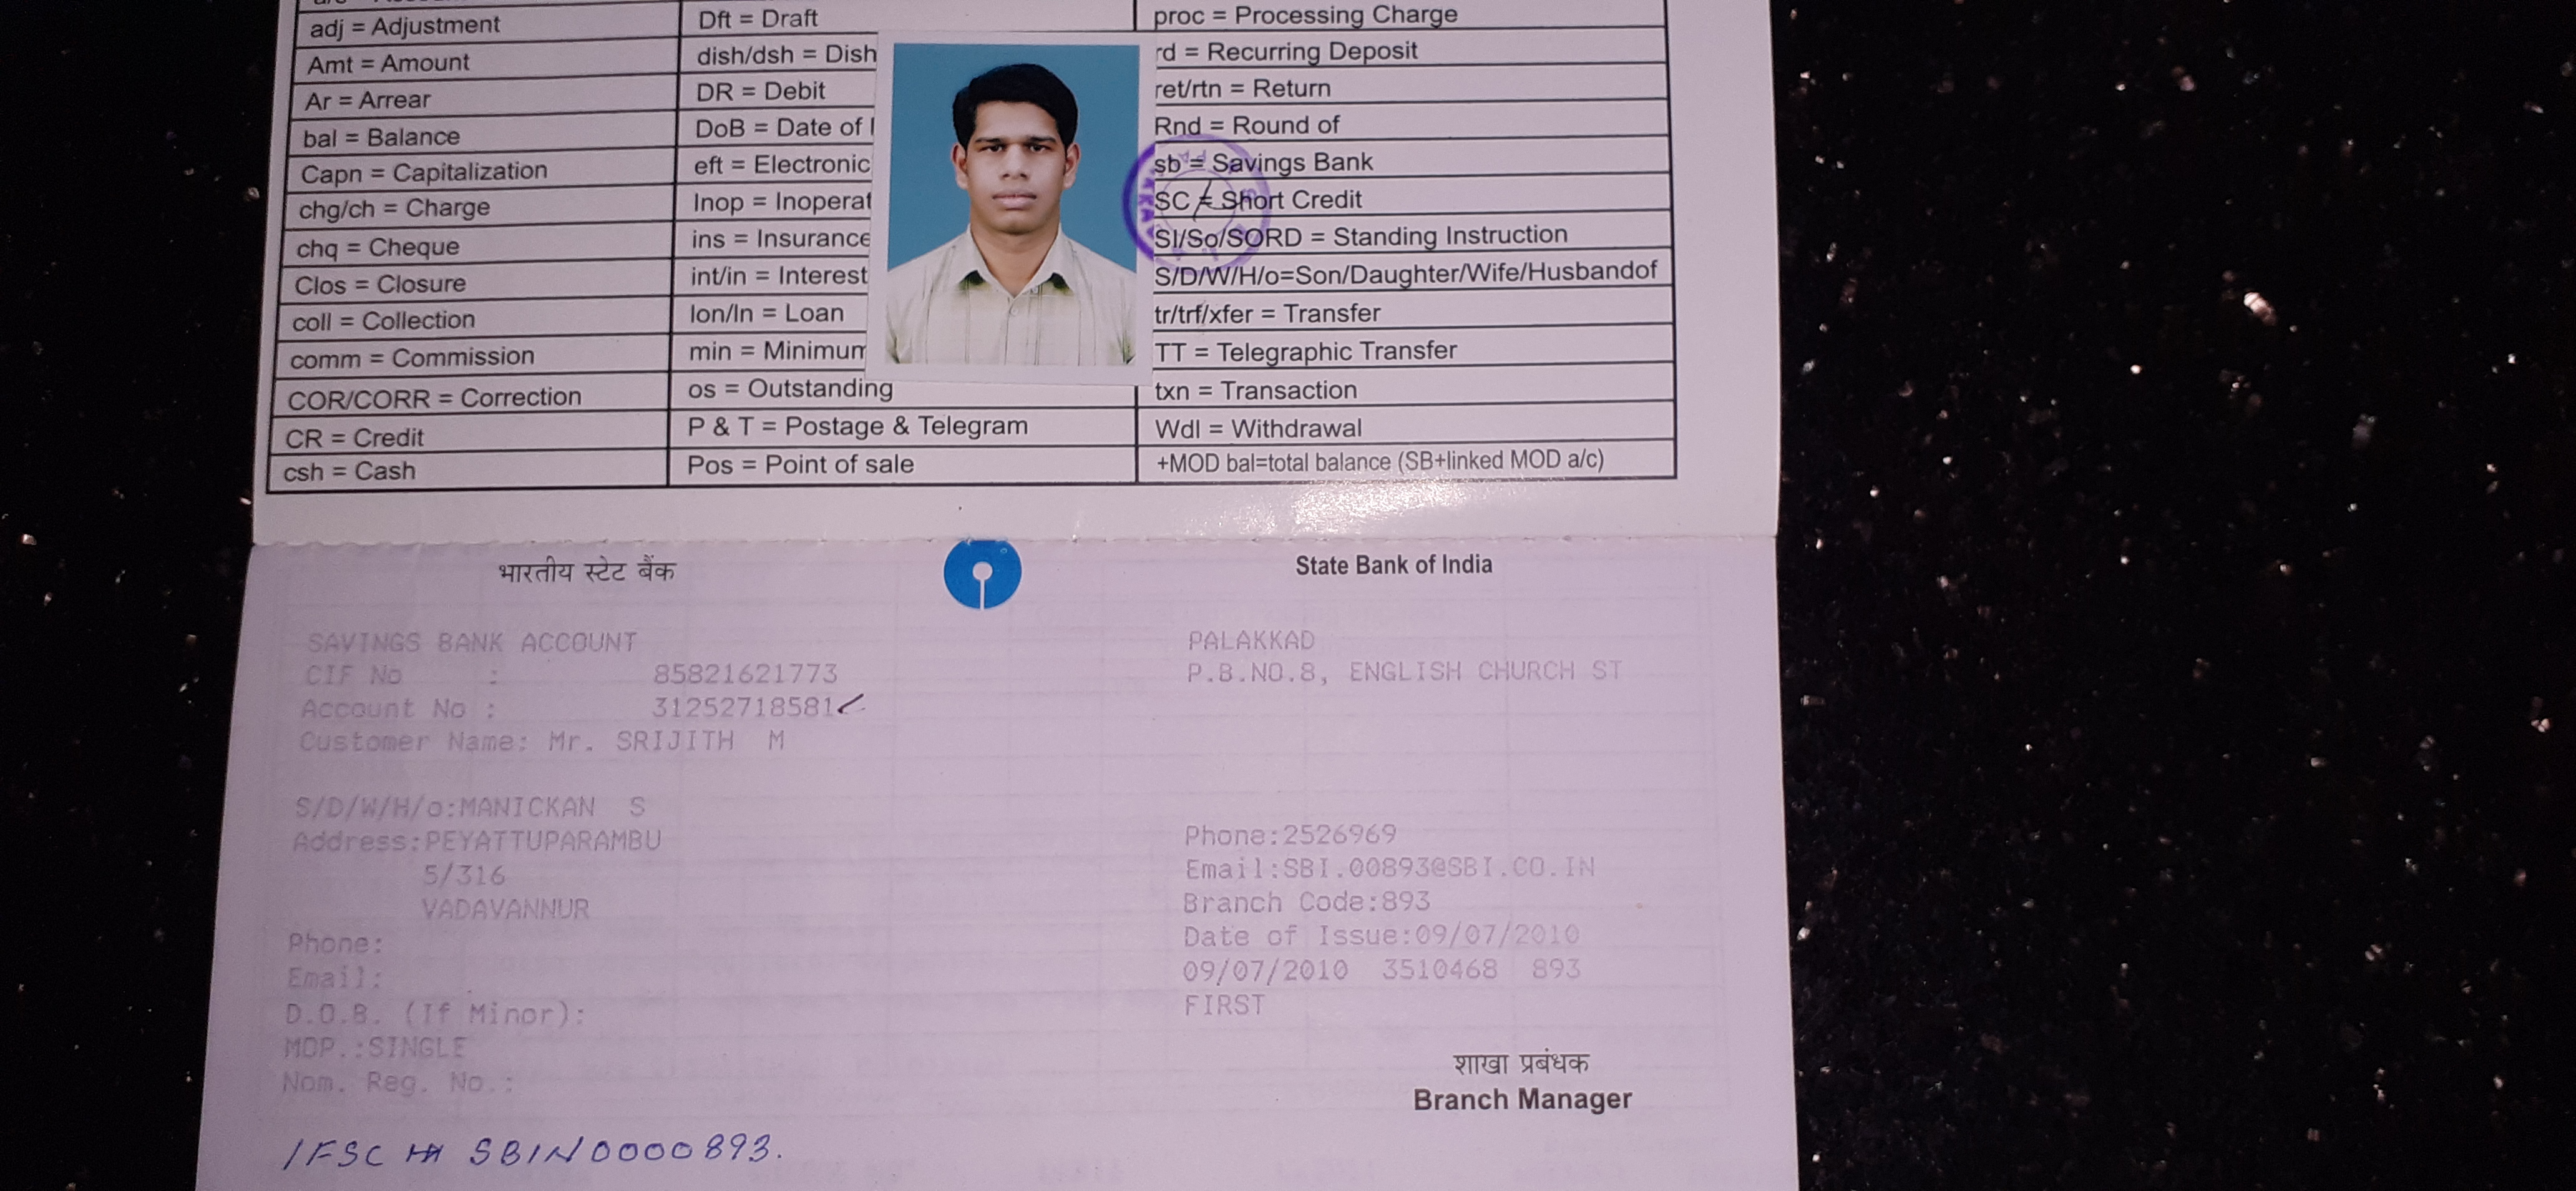 adj = Adjustment
Amt = Amount
Ar = Arrear
bal = Balance
Capn = Capitalization
chg/ch = Charge
chq = Cheque
Clos = Closure
coll = Collection
comm = Commission
COR/CORR = Correction
CR = Credit
csh = Cash
Dft = Draft
dish/dsh = Dish
DR = Debit
DoB = Date of
eft = Electronic
Inop = Inoperat
ins = Insurance
int/in = Interest
lon/ln = Loan
min = Minimum
os = Outstanding
P & T = Postage & Telegram
Pos = Point of sale
proc = Processing Charge
rd = Recurring Deposit
ret/rtn = Return
Rnd = Round of
sb = Savings Bank
SC = Short Credit
SI/So/SORD = Standing Instruction
S/D/W/H/o=Son/Daughter/Wife/Husbandof
tr/trf/xfer = Transfer
TT = Telegraphic Transfer
txn = Transaction
Wdl = Withdrawal
+MOD bal=total balance (SB+linked MOD a/c)
भारतीय स्टेट बैंक
State Bank of India
SAVINGS BANK ACCOUNT
CIF No : 85821621773
Account No : 31252718581
Customer Name: Mr. SRIJITH M
S/D/W/H/o:MANICKAN S
Address:PEYATTUPARAMBU
5/316
VADAVANNUR
Phone:
Email:
D.O.B. (If Minor):
MOP.:SINGLE
Nom. Reg. No.:
PALAKKAD
P.B.NO.8, ENGLISH CHURCH ST
Phone:2526969
Email:SBI.00893@SBI.CO.IN
Branch Code:893
Date of Issue:09/07/2010
09/07/2010 3510468 893
FIRST
शाखा प्रबंधक
Branch Manager
IFSC SBIN0000893.